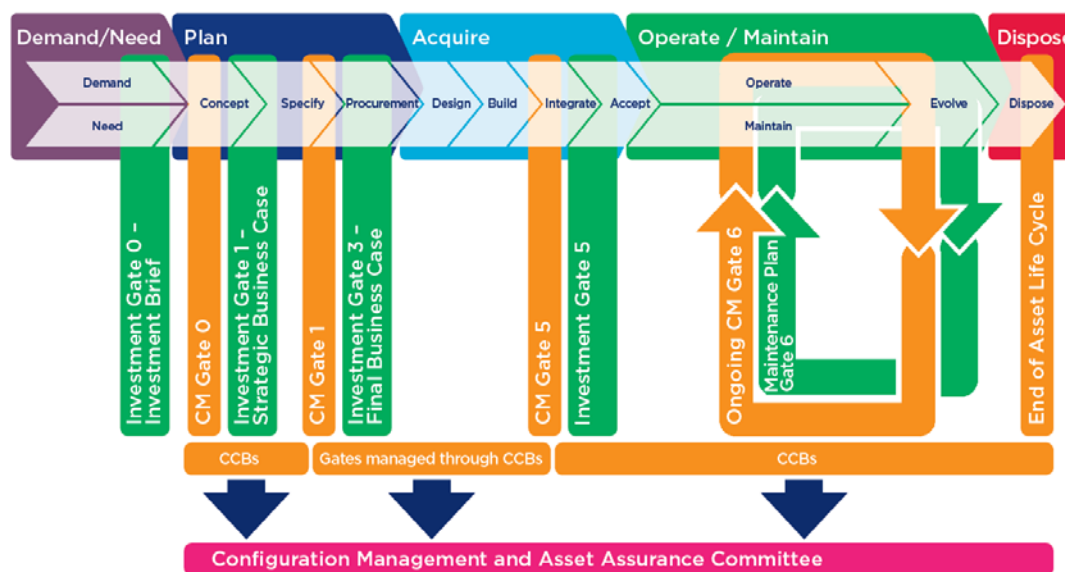 Demand/Need
Plan
Acquire
Operate / Maintain
Dispose
Demand
Need
Concept
Specify
Procurement
Design
Build
Integrate
Accept
Operate
Maintain
Evolve
Dispose
Investment Gate 0 –
Investment Brief
CM Gate 0
Investment Gate 1 –
Strategic Business Case
CM Gate 1
Investment Gate 3 –
Final Business Case
CM Gate 5
Investment Gate 5
Ongoing CM Gate 6
Maintenance Plan
Gate 6
End of Asset Life Cycle
CCBs
Gates managed through CCBs
CCBs
Configuration Management and Asset Assurance Committee